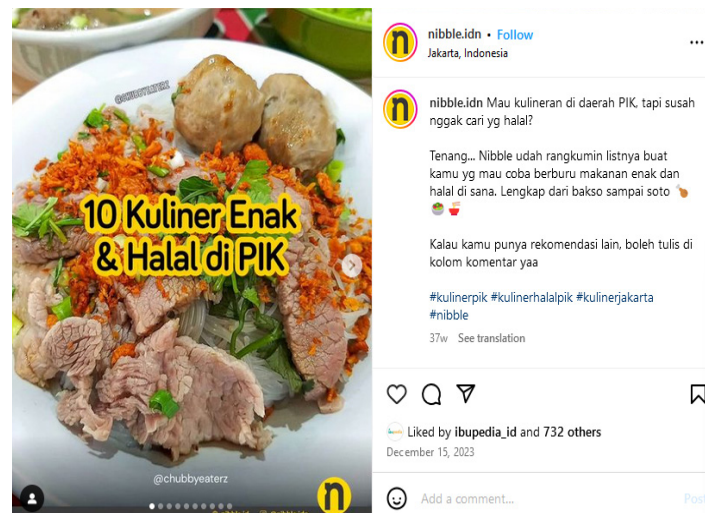 @CHUBBYEATERZ
10 Kuliner Enak
& Halal di PIK
@chubbyeaterz
n
nibble.idn • Follow
Jakarta, Indonesia
nibble.idn Mau kulineran di daerah PIK, tapi susah
nggak cari yg halal?
Tenang... Nibble udah rangkumin listnya buat
kamu yg mau coba berburu makanan enak dan
halal di sana. Lengkap dari bakso sampai soto 🍗
🥗🍜
Kalau kamu punya rekomendasi lain, boleh tulis di
kolom komentar yaa
#kulinerpik #kulinerhalalpik #kulinerjakarta
#nibble
37w See translation
Liked by ibupedia_id and 732 others
December 15, 2023
Add a comment...
Post